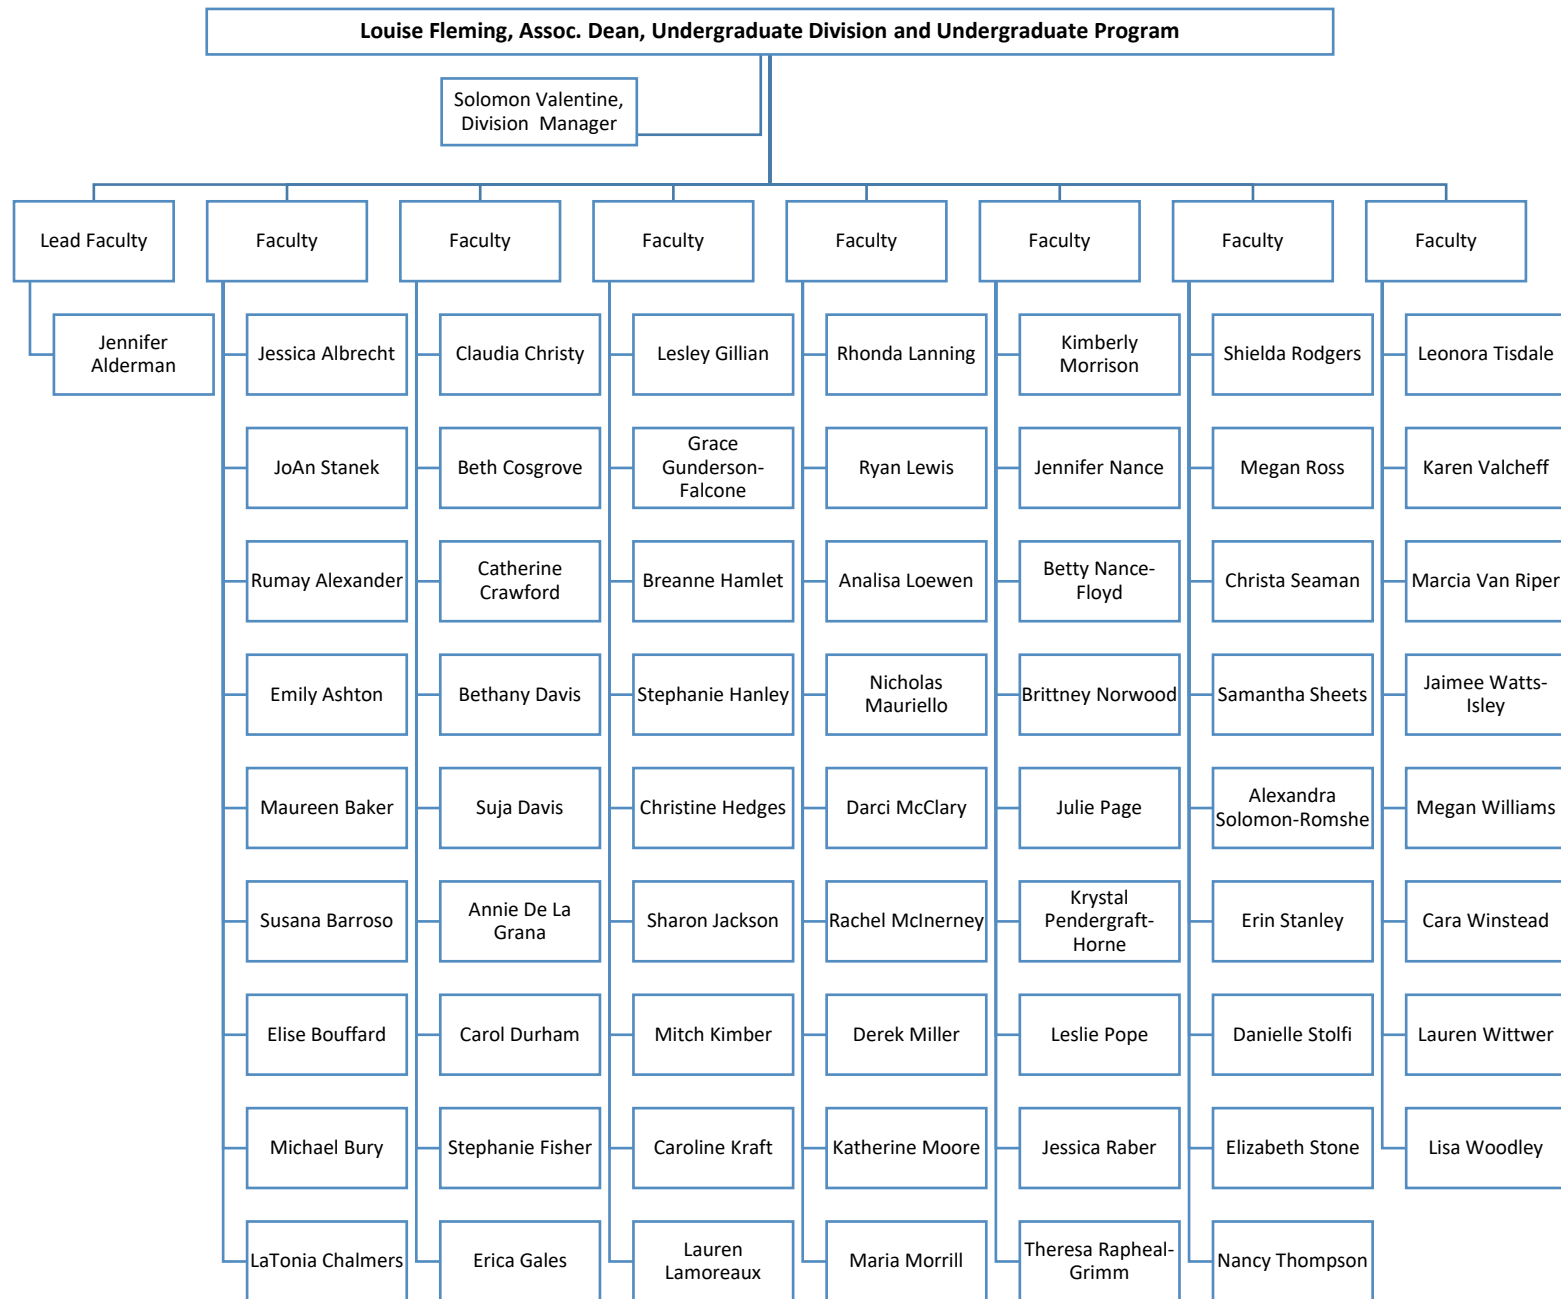 Louise Fleming, Assoc. Dean, Undergraduate Division and Undergraduate Program
Solomon Valentine,
Division Manager
Lead Faculty
Faculty
Faculty
Faculty
Faculty
Faculty
Faculty
Faculty
Jennifer
Alderman
Jessica Albrecht
JoAn Stanek
Rumay Alexander
Emily Ashton
Maureen Baker
Susana Barroso
Elise Bouffard
Michael Bury
LaTonia Chalmers
Claudia Christy
Beth Cosgrove
Catherine
Crawford
Bethany Davis
Suja Davis
Annie De La
Grana
Carol Durham
Stephanie Fisher
Erica Gales
Lesley Gillian
Grace
Gunderson-
Falcone
Breanne Hamlet
Stephanie Hanley
Christine Hedges
Sharon Jackson
Mitch Kimber
Caroline Kraft
Lauren
Lamoreaux
Rhonda Lanning
Ryan Lewis
Analisa Loewen
Nicholas
Mauriello
Darci McClary
Rachel McInerney
Derek Miller
Katherine Moore
Maria Morrill
Kimberly
Morrison
Jennifer Nance
Betty Nance-
Floyd
Brittney Norwood
Julie Page
Krystal
Pendergraft-
Horne
Leslie Pope
Jessica Raber
Theresa Rapheal-
Grimm
Shielda Rodgers
Megan Ross
Christa Seaman
Samantha Sheets
Alexandra
Solomon-Romshe
Erin Stanley
Danielle Stolfi
Elizabeth Stone
Nancy Thompson
Leonora Tisdale
Karen Valcheff
Marcia Van Riper
Jaimee Watts-
Isley
Megan Williams
Cara Winstead
Lauren Wittwer
Lisa Woodley